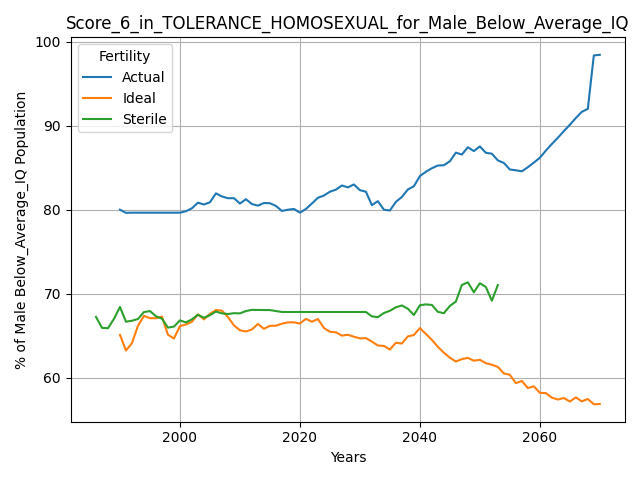 Score_6_in_TOLERANCE_HOMOSEXUAL_for_Male_Below_Average_IQ
Fertility
Actual
Ideal
Sterile
100
90
80
70
60
% of Male Below_Average_IQ Population
2000 2020 2040 2060
Years